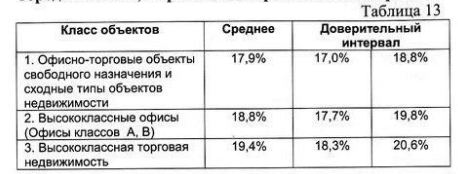 Таблица 13
Класс объектов Среднее Доверительный
интервал
1. Офисно-торговые объекты 17,9% 17,0% 18,8%
свободного назначения и
сходные типы объектов
недвижимости
2. Высококлассные офисы 18,8% 17,7% 19,8%
(Офисы классов А, В)
3. Высококлассная торговая 19,4% 18,3% 20,6%
недвижимость